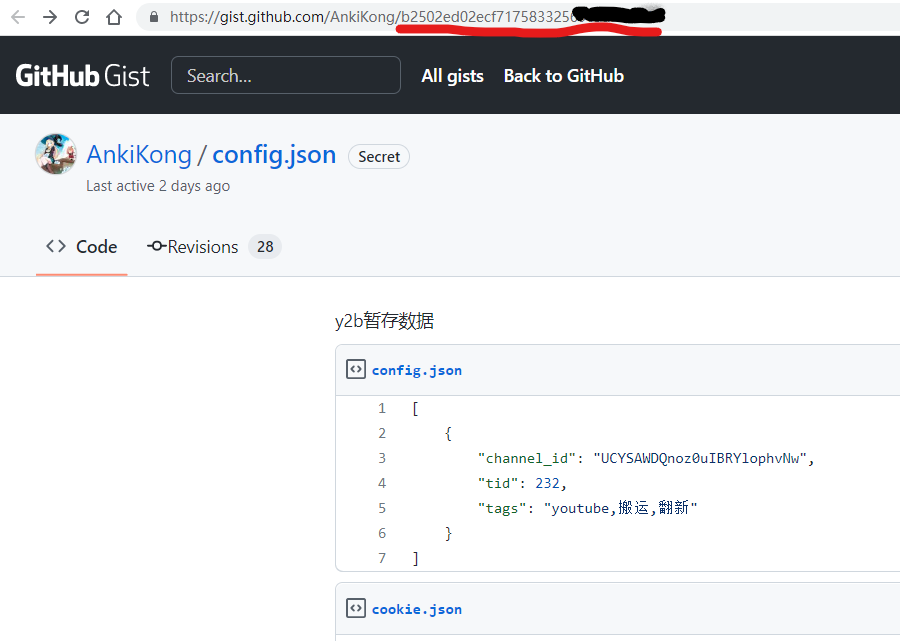 https://gist.github.com/AnkiKong/b2502ed02ecf717583325
GitHub Gist Search... All gists Back to GitHub
AnkiKong / config.json Secret
Last active 2 days ago
<> Code Revisions 28
y2b暂存数据
config.json
1 [
2 {
3 "channel_id": "UCYSAWDQnoz0uIBRYlophvNw",
4 "tid": 232,
5 "tags": "youtube,搬运,翻新"
6 }
7 ]
cookie.json